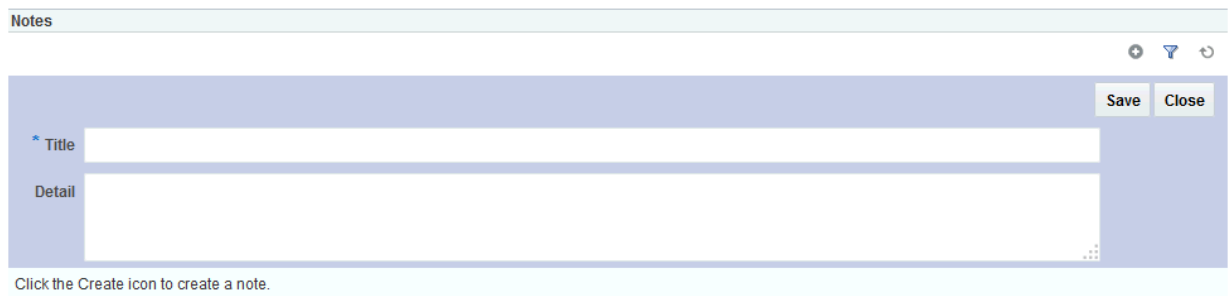 Notes
Save Close
* Title
Detail
Click the Create icon to create a note.